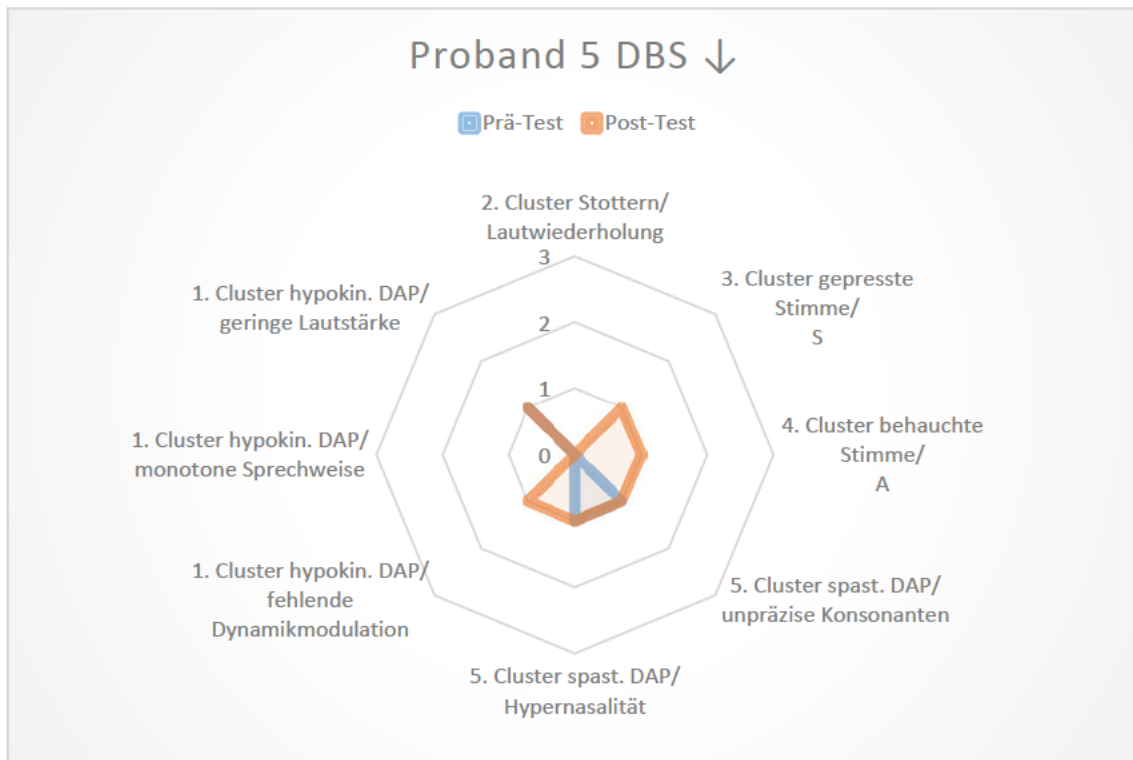 Proband 5 DBS ↓
Prä-Test Post-Test
2. Cluster Stottern/
Lautwiederholung
3. Cluster gepresste
Stimme/
S
4. Cluster behauchte
Stimme/
A
5. Cluster spast. DAP/
unpräzise Konsonanten
5. Cluster spast. DAP/
Hypernasalität
1. Cluster hypokin. DAP/
fehlende
Dynamikmodulation
1. Cluster hypokin. DAP/
monotone Sprechweise
1. Cluster hypokin. DAP/
geringe Lautstärke
3
2
1
0